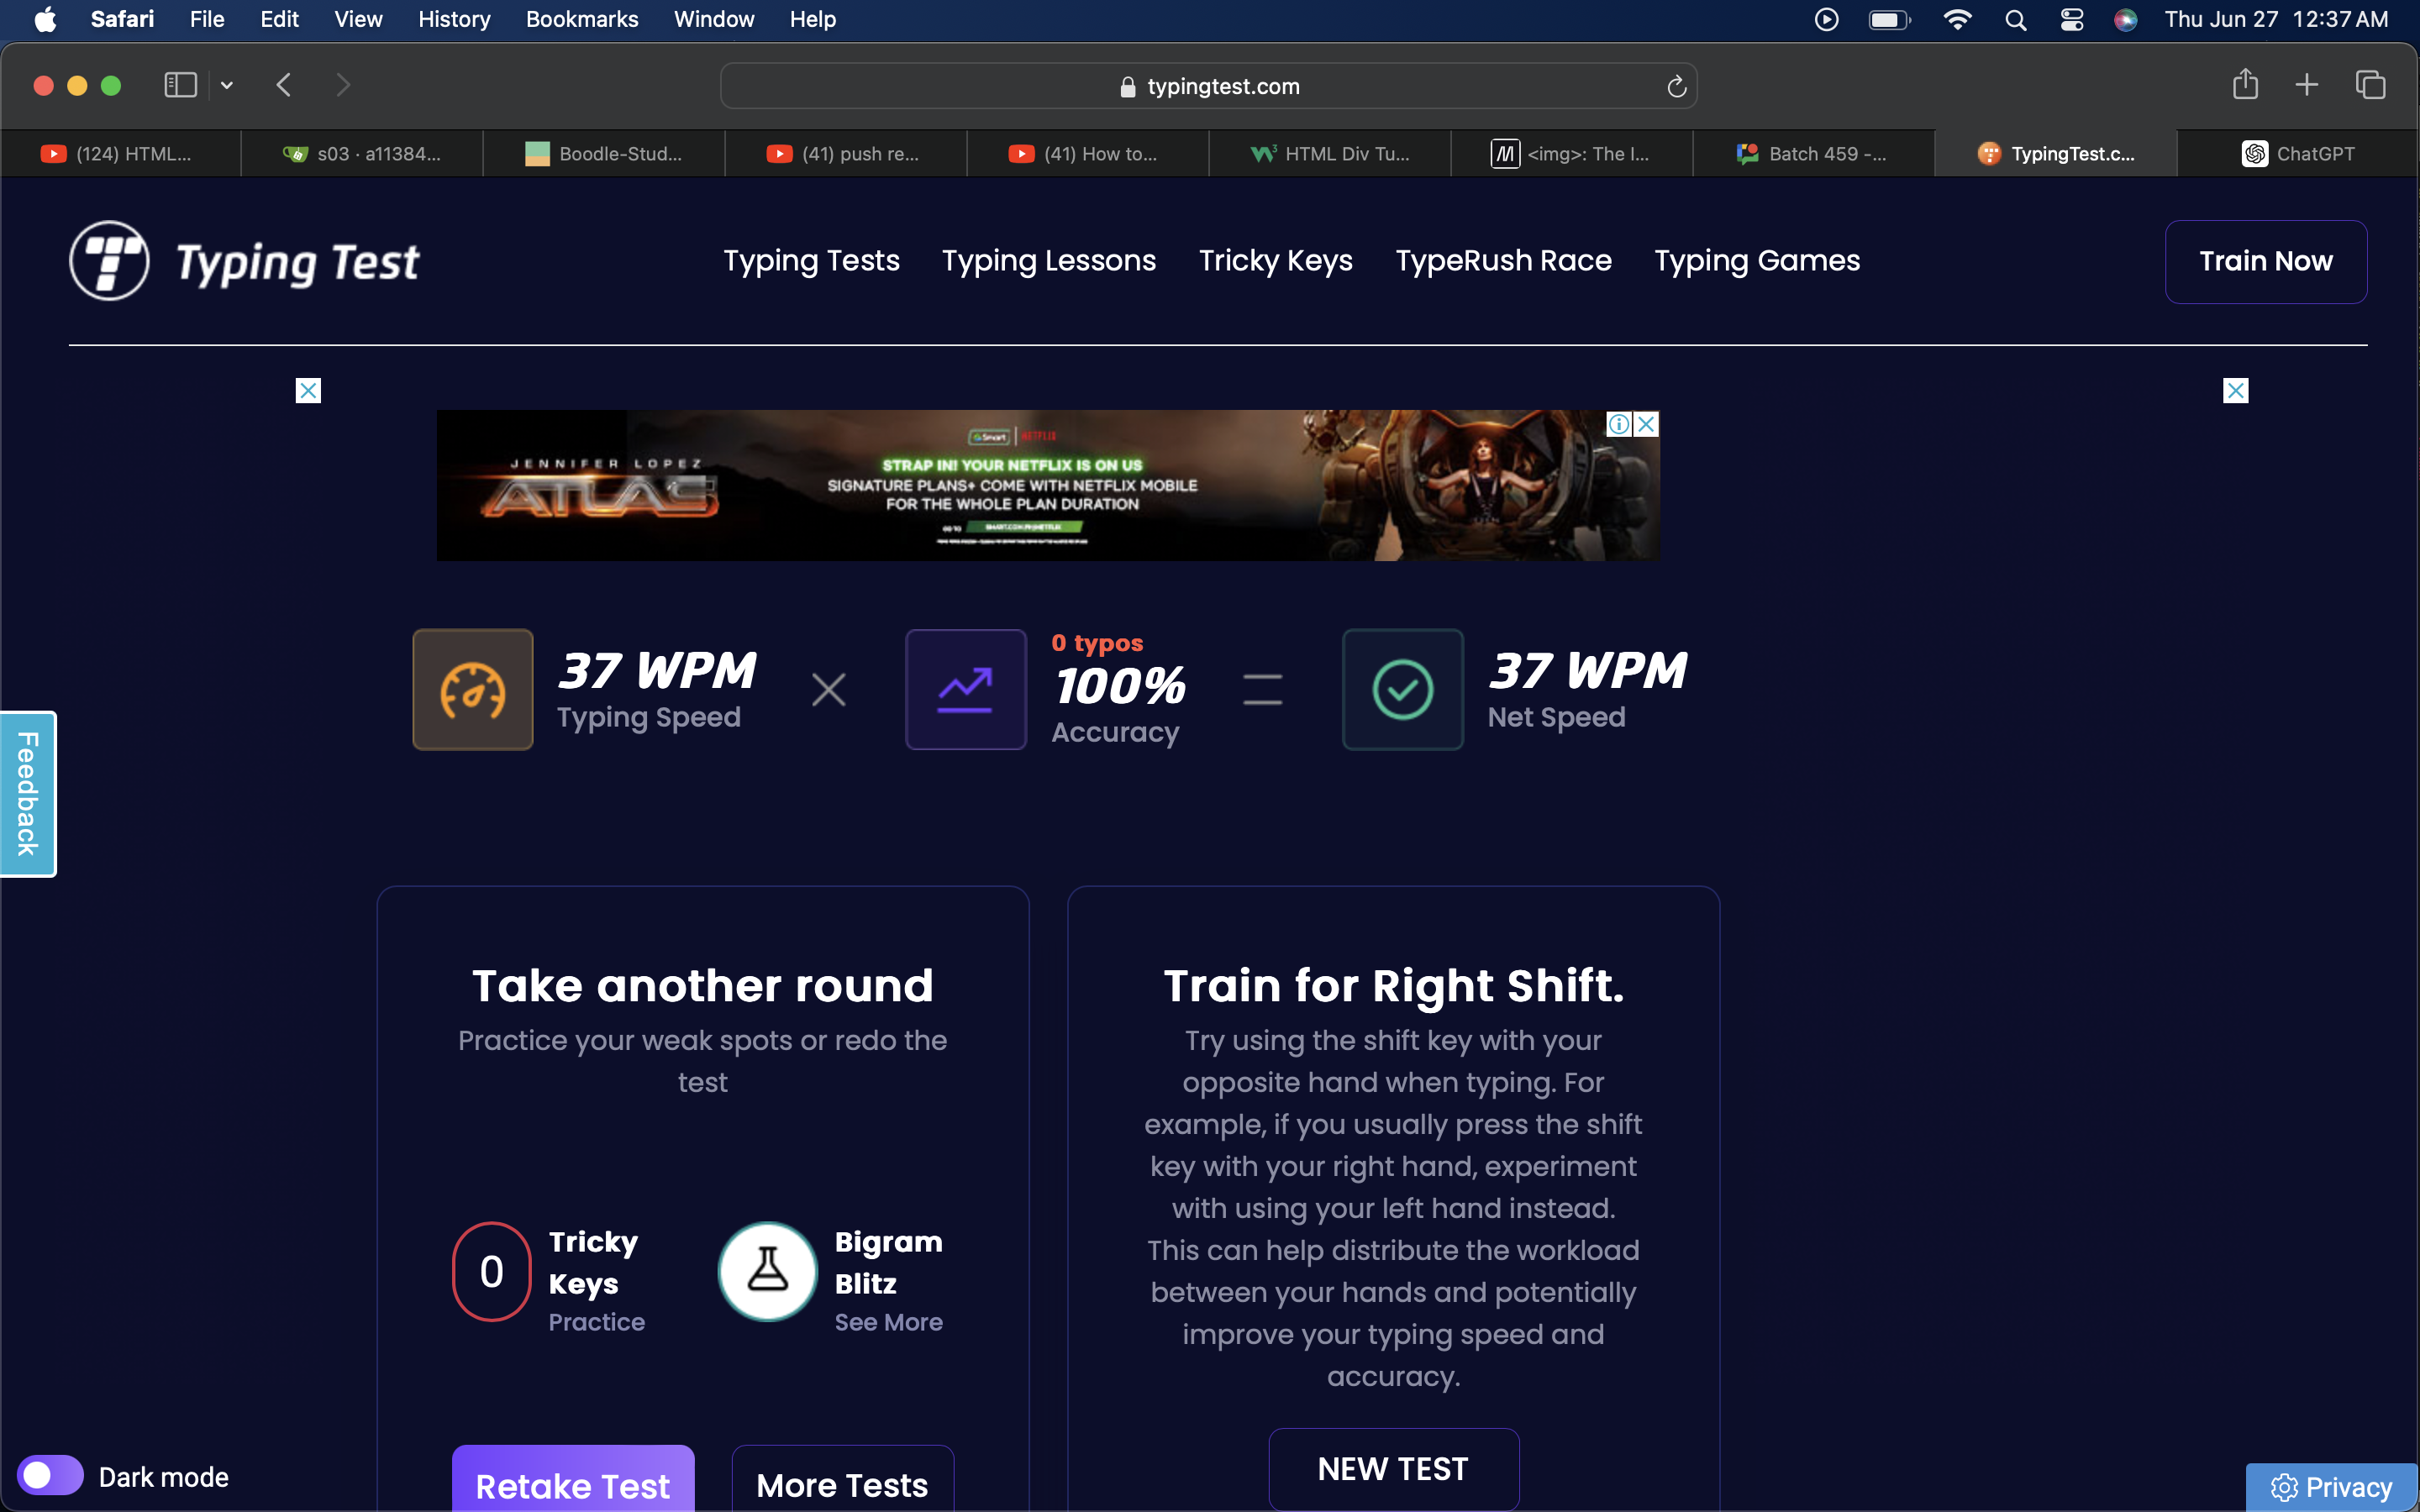 Safari File Edit View History Bookmarks Window Help Thu Jun 27 12:37 AM
typingtest.com
(124) HTML... s03 · a11384... Boodle-Stud... (41) push re... (41) How to... HTML Div Tu... <img>: The I... Batch 459 -... TypingTest.c... ChatGPT
Typing Test Typing Tests Typing Lessons Tricky Keys TypeRush Race Typing Games Train Now
Smart NETFLIX
JENNIFER LOPEZ
ATLAS
STRAP IN! YOUR NETFLIX IS ON US
SIGNATURE PLANS+ COME WITH NETFLIX MOBILE
FOR THE WHOLE PLAN DURATION
GO TO SMART.COM.PH/NETFLIX
37 WPM
Typing Speed
0 typos
100%
Accuracy
37 WPM
Net Speed
Feedback
Take another round
Practice your weak spots or redo the
test
0
Tricky
Keys
Practice
Bigram
Blitz
See More
Retake Test More Tests
Train for Right Shift.
Try using the shift key with your
opposite hand when typing. For
example, if you usually press the shift
key with your right hand, experiment
with using your left hand instead.
This can help distribute the workload
between your hands and potentially
improve your typing speed and
accuracy.
NEW TEST
Dark mode
Privacy